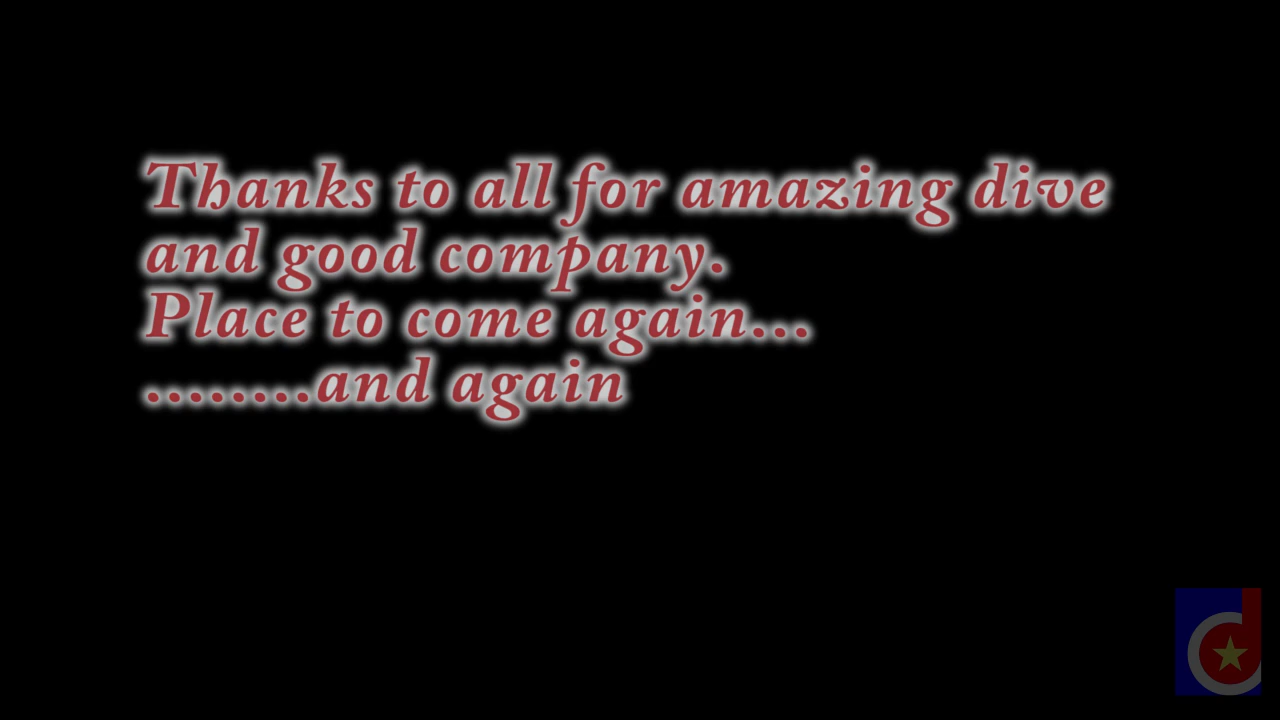 Thanks to all for amazing dive
and good company.
Place to come again...
........and again